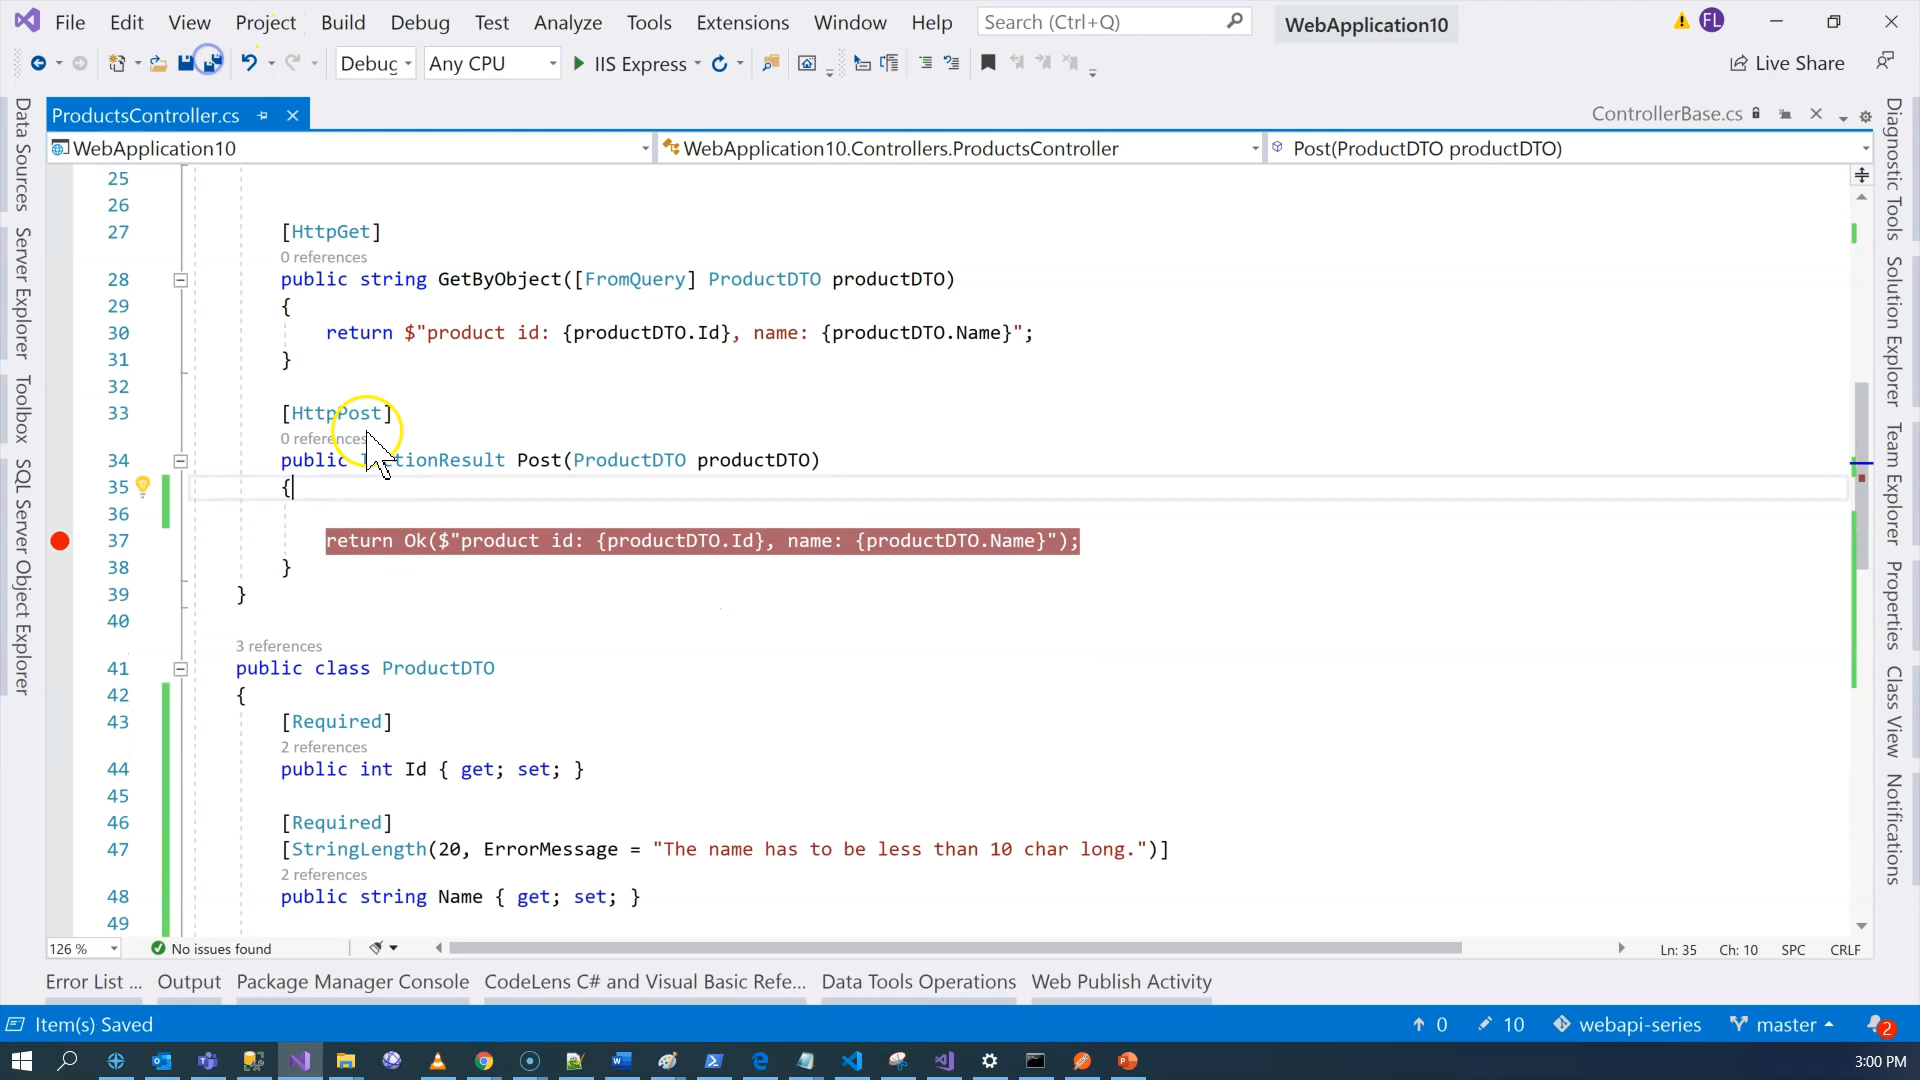 File Edit View Project Build Debug Test Analyze Tools Extensions Window Help Search (Ctrl+Q) WebApplication10 FL
Debug Any CPU IIS Express Live Share
ProductsController.cs ControllerBase.cs
WebApplication10 WebApplication10.Controllers.ProductsController Post(ProductDTO productDTO)
Data Sources
Server Explorer
Toolbox
SQL Server Object Explorer
25
26
27 [HttpGet]
0 references
28 public string GetByObject([FromQuery] ProductDTO productDTO)
29 {
30 return $"product id: {productDTO.Id}, name: {productDTO.Name}";
31 }
32
33 [HttpPost]
0 references
34 public IActionResult Post(ProductDTO productDTO)
35 {
36
37 return Ok($"product id: {productDTO.Id}, name: {productDTO.Name}");
38 }
39 }
40
3 references
41 public class ProductDTO
42 {
43 [Required]
2 references
44 public int Id { get; set; }
45
46 [Required]
47 [StringLength(20, ErrorMessage = "The name has to be less than 10 char long.")]
2 references
48 public string Name { get; set; }
49
Diagnostic Tools
Solution Explorer
Team Explorer
Properties
Class View
Notifications
126 % No issues found Ln: 35 Ch: 10 SPC CRLF
Error List ... Output Package Manager Console CodeLens C# and Visual Basic Refe... Data Tools Operations Web Publish Activity
Item(s) Saved 0 10 webapi-series master 2
3:00 PM